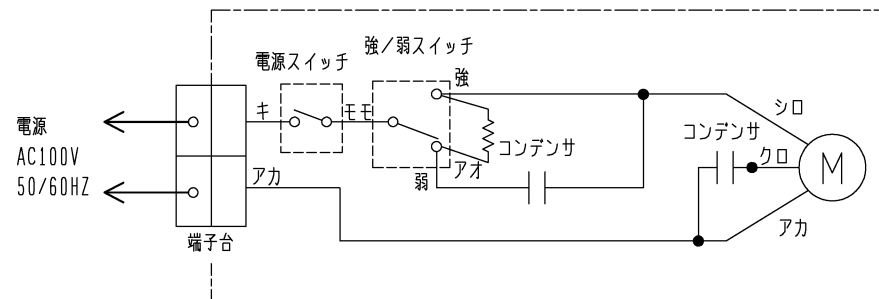 強/弱スイッチ
電源スイッチ
強
キ
モモ
シロ
電源
AC100V
50/60HZ
コンデンサ
コンデンサ
クロ
M
アカ
弱
アオ
アカ
端子台